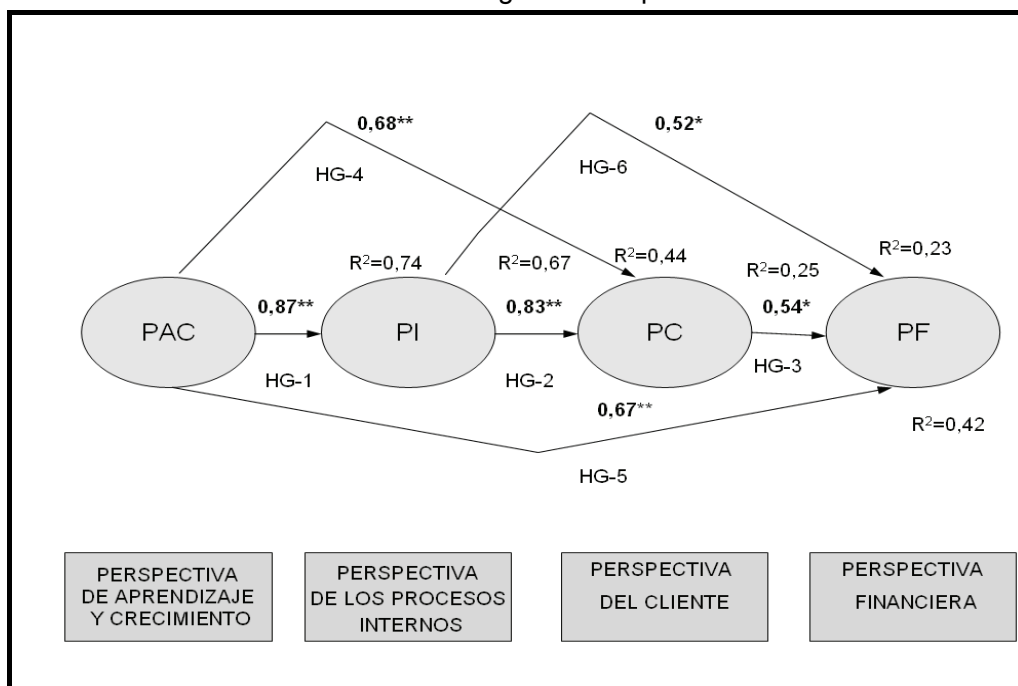 0,68**
0,52*
HG-4
HG-6
R²=0,74
R²=0,67
R²=0,44
R²=0,25
R²=0,23
PAC
0,87**
PI
0,83**
PC
0,54*
PF
HG-1
HG-2
HG-3
0,67**
R²=0,42
HG-5
PERSPECTIVA
DE APRENDIZAJE
Y CRECIMIENTO
PERSPECTIVA
DE LOS PROCESOS
INTERNOS
PERSPECTIVA
DEL CLIENTE
PERSPECTIVA
FINANCIERA